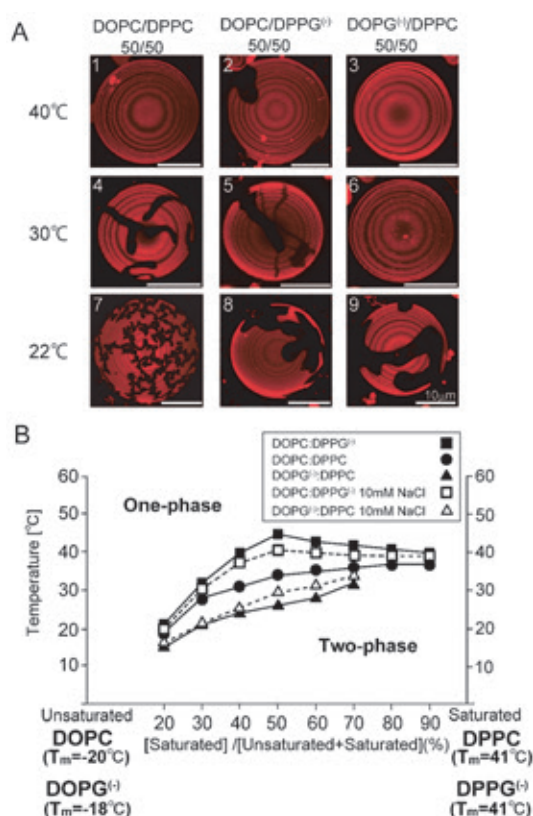 A
DOPC/DPPC
50/50
DOPC/DPPG(-)
50/50
DOPG(-)/DPPC
50/50
40℃
1
2
3
30℃
4
5
6
22℃
7
8
9
10μm
B
DOPC:DPPG(-)
DOPC:DPPC
DOPG(-):DPPC
DOPC:DPPG(-) 10mM NaCl
DOPG(-):DPPC 10mM NaCl
Temperature [℃]
60
50
40
30
20
10
One-phase
Two-phase
60
50
40
30
20
10
20 30 40 50 60 70 80 90
[Saturated] /[Unsaturated+Saturated](%)
Unsaturated
DOPC
(Tm=-20℃)
DOPG(-)
(Tm=-18℃)
Saturated
DPPC
(Tm=41℃)
DPPG(-)
(Tm=41℃)